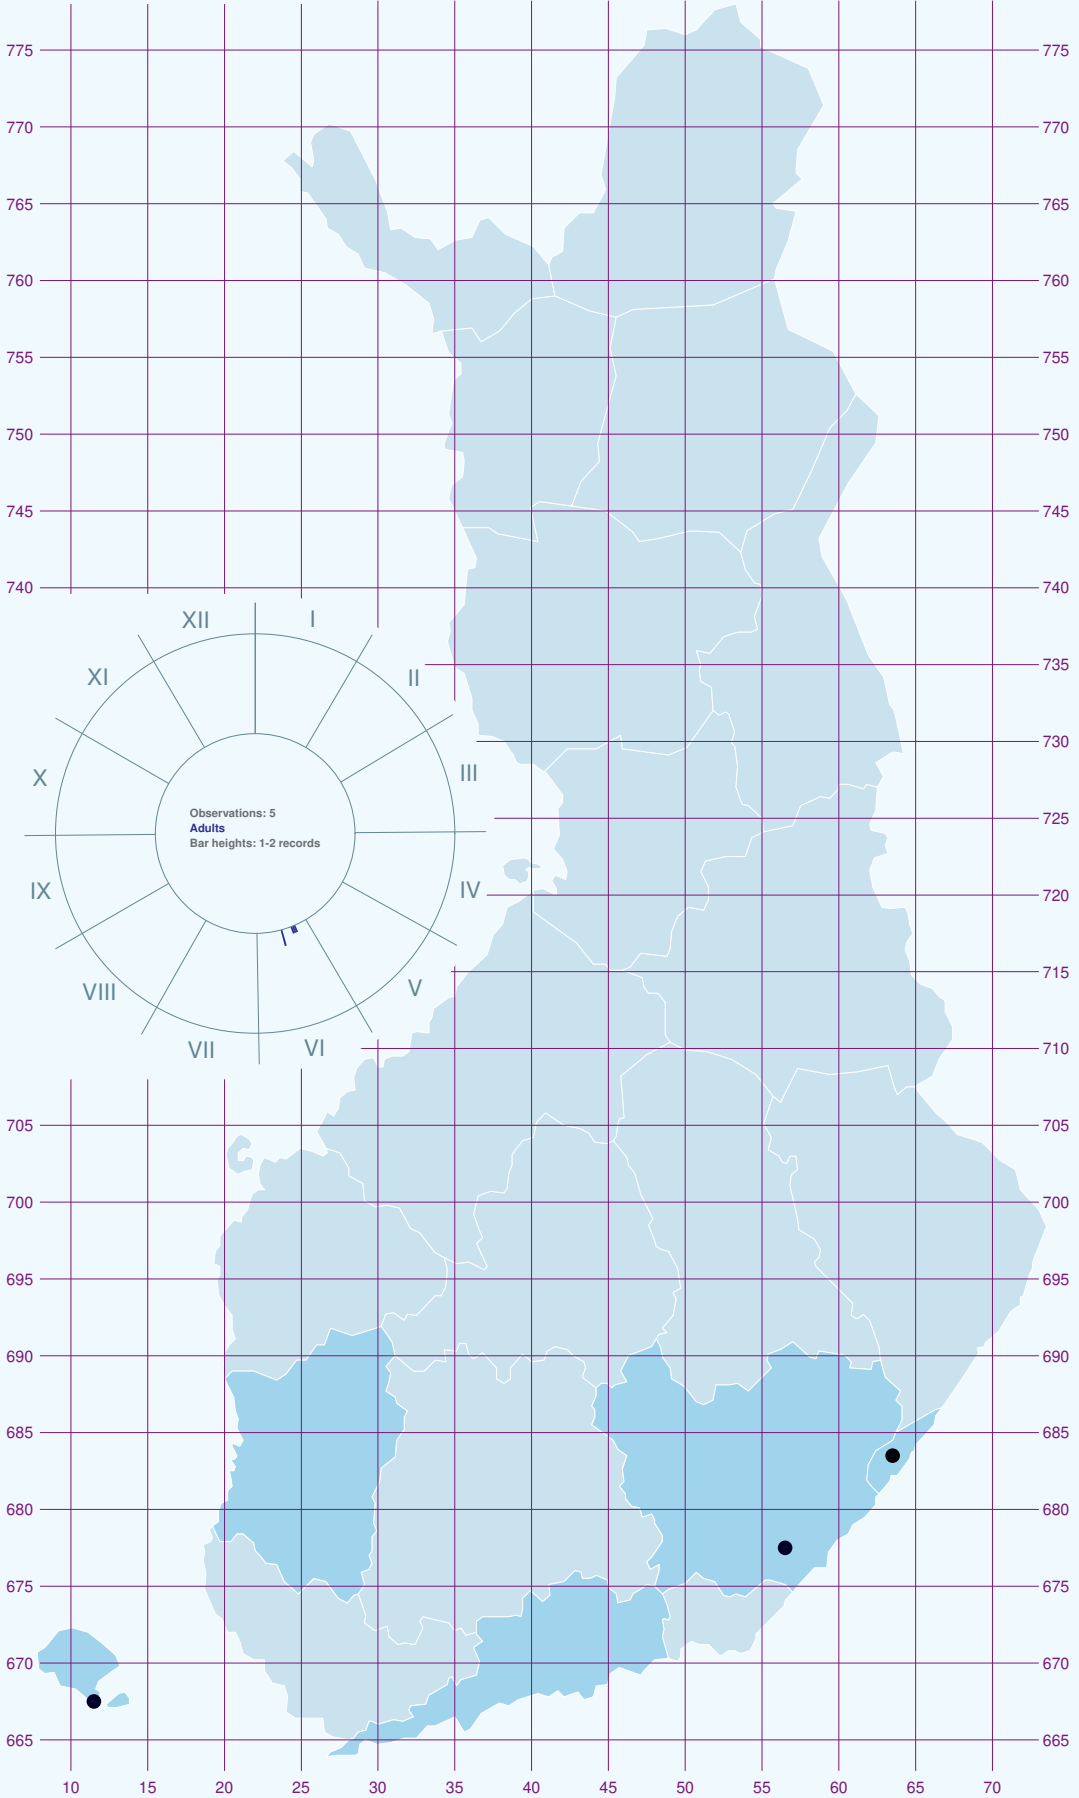 775 775
770 770
765 765
760 760
755 755
750 750
745 745
740 740
735
730
725
720
715
710
705 705
700 700
695 695
690 690
685 685
680 680
675 675
670 670
665 665
XII I
XI II
X III
Observations: 5
Adults
Bar heights: 1-2 records
IX IV
VIII V
VII VI
10 15 20 25 30 35 40 45 50 55 60 65 70